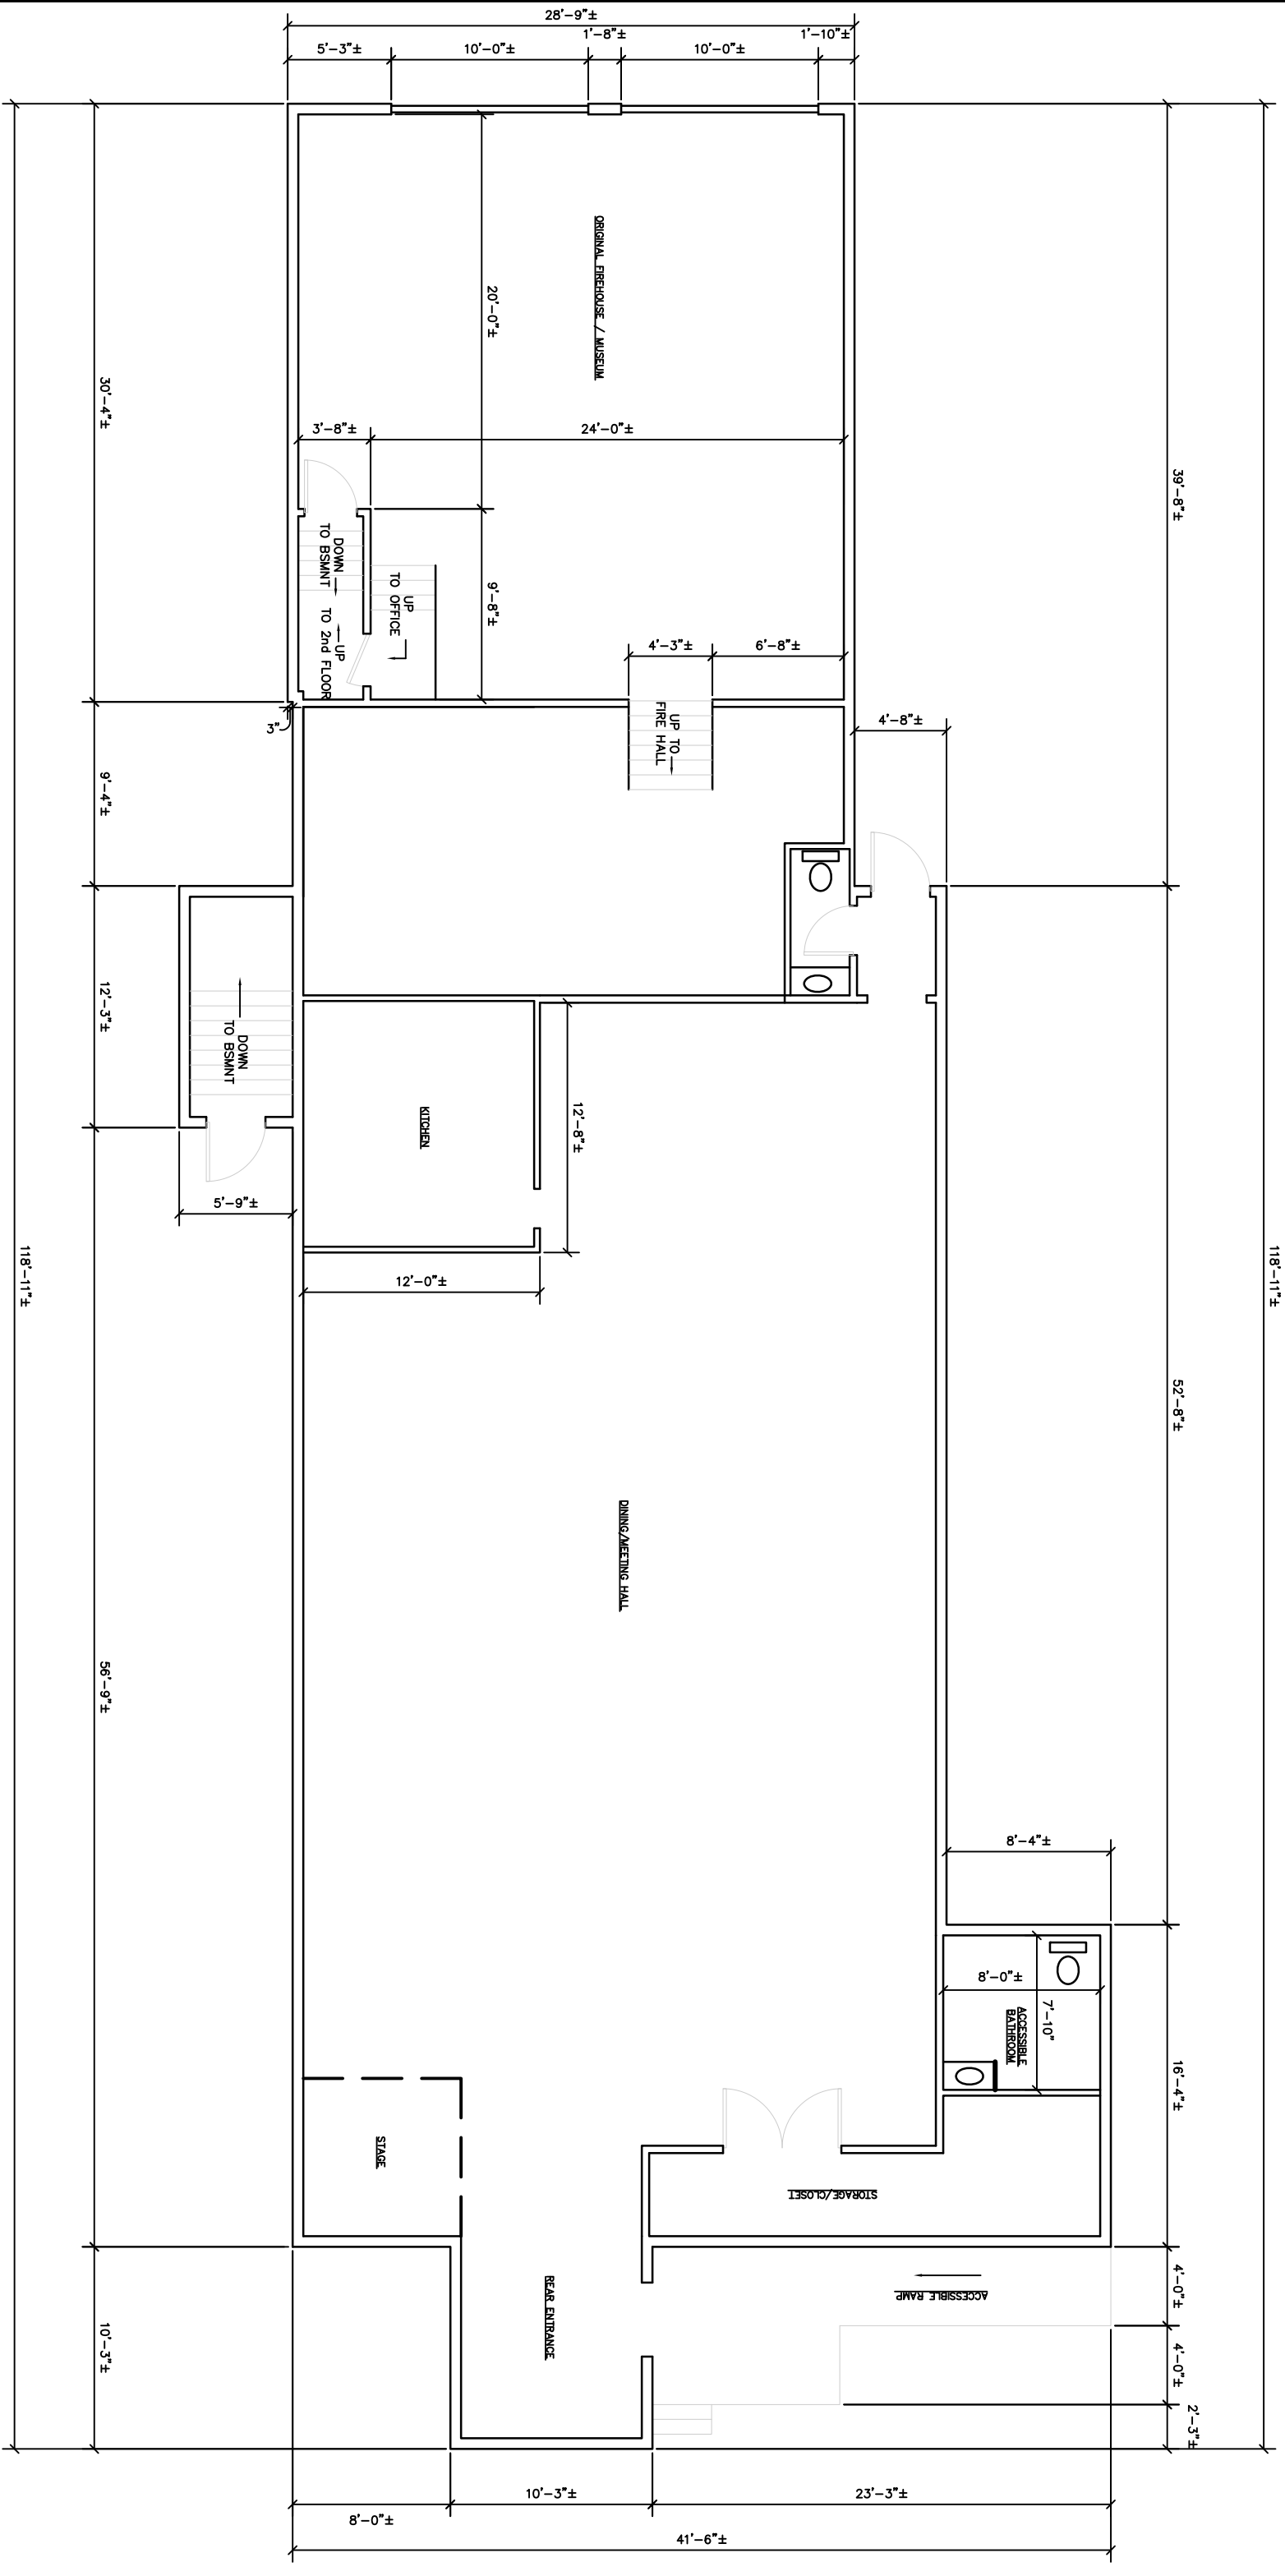 28'-9"±
5'-3"±
10'-0"±
1'-8"±
10'-0"±
1'-10"±
ORIGINAL FIREHOUSE / MUSEUM
20'-0"±
30'-4"±
39'-8"±
3'-8"±
24'-0"±
DOWN
TO BSMNT
UP
TO OFFICE
9'-8"±
UP
TO 2nd FLOOR
4'-3"±
6'-8"±
3"
UP TO
FIRE HALL
4'-8"±
9'-4"±
12'-3"±
DOWN
TO BSMNT
KITCHEN
12'-8"±
5'-9"±
12'-0"±
118'-11"±
118'-11"±
52'-8"±
DINING/MEETING HALL
56'-9"±
8'-4"±
8'-0"±
7'-10"
ACCESSIBLE
BATHROOM
16'-4"±
STAGE
STORAGE/CLOSET
REAR ENTRANCE
ACCESSIBLE RAMP
4'-0"±
4'-0"±
2'-3"±
10'-3"±
8'-0"±
10'-3"±
23'-3"±
41'-6"±